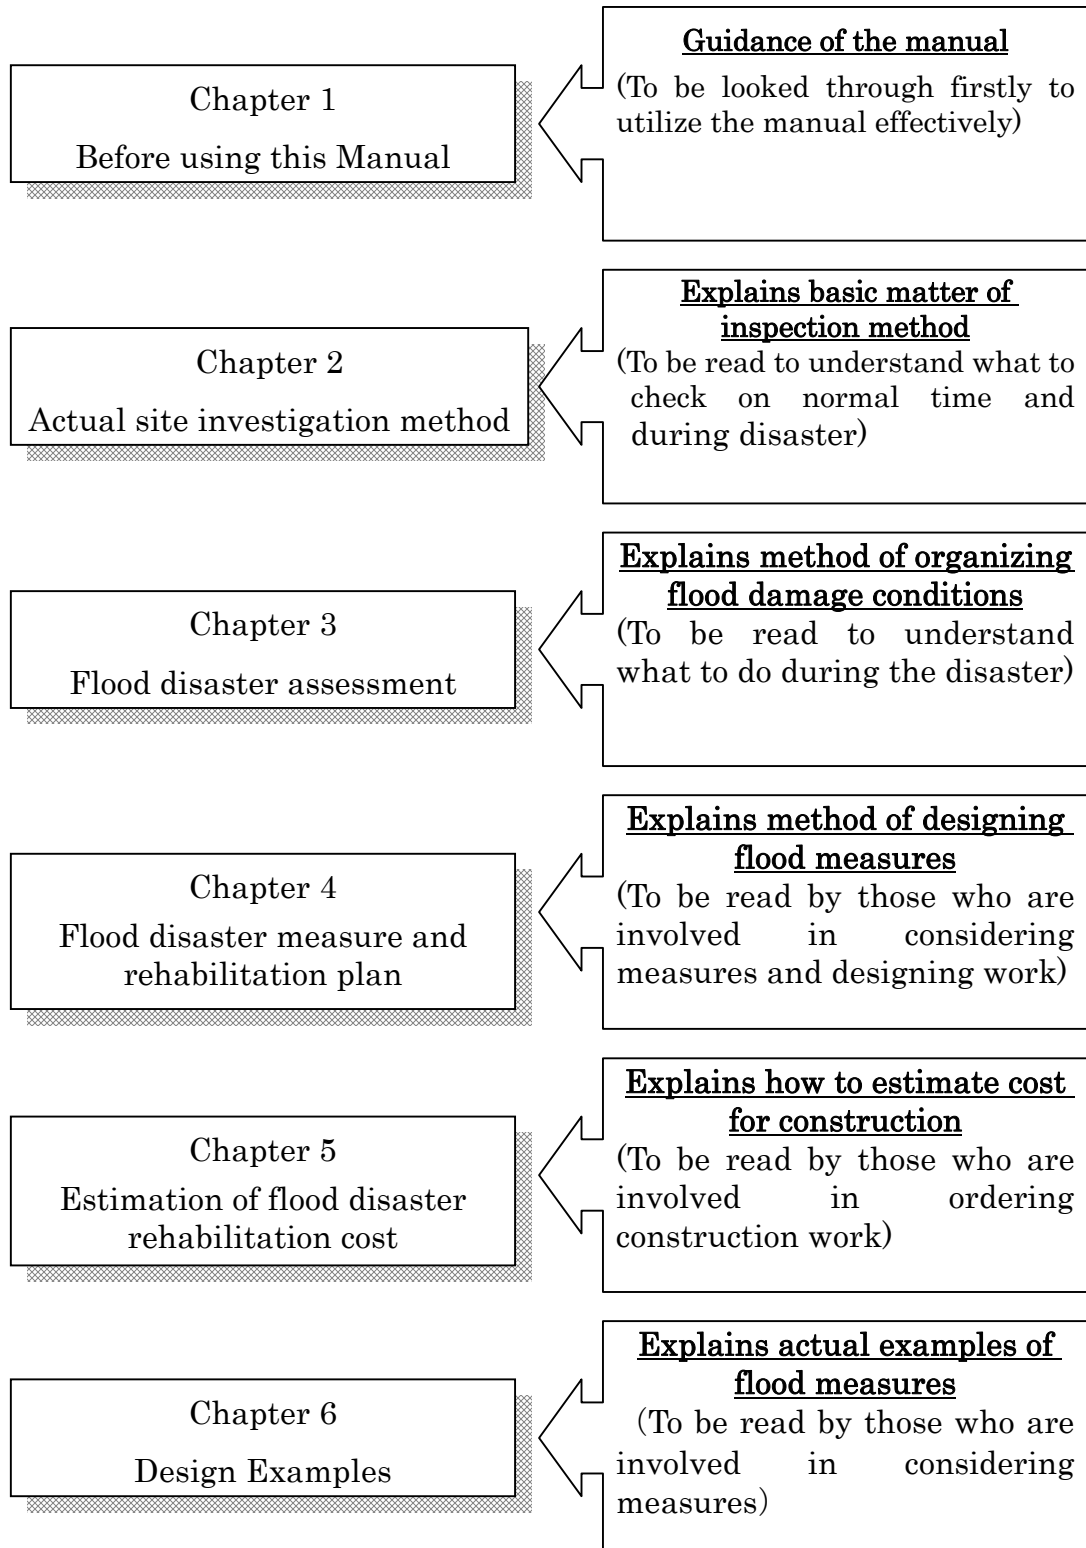 Chapter 1
Before using this Manual
Guidance of the manual
(To be looked through firstly to
utilize the manual effectively)
Chapter 2
Actual site investigation method
Explains basic matter of
inspection method
(To be read to understand what to
check on normal time and
during disaster)
Chapter 3
Flood disaster assessment
Explains method of organizing
flood damage conditions
(To be read to understand
what to do during the disaster)
Chapter 4
Flood disaster measure and
rehabilitation plan
Explains method of designing
flood measures
(To be read by those who are
involved in considering
measures and designing work)
Chapter 5
Estimation of flood disaster
rehabilitation cost
Explains how to estimate cost
for construction
(To be read by those who are
involved in ordering
construction work)
Chapter 6
Design Examples
Explains actual examples of
flood measures
(To be read by those who are
involved in considering
measures)